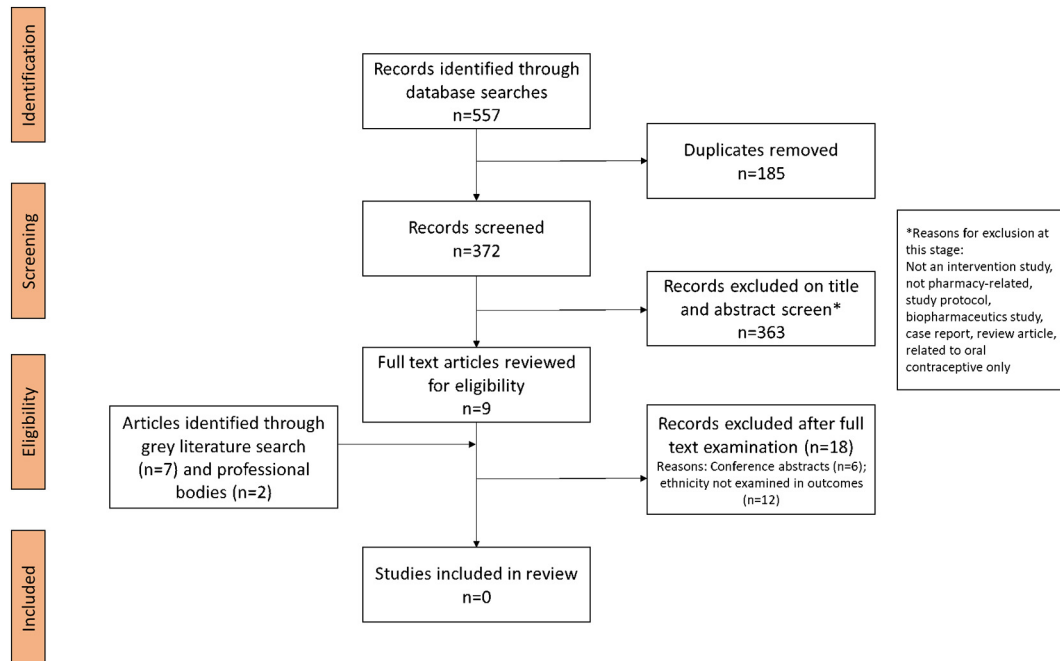 Identification
Records identified through
database searches
n=557
Duplicates removed
n=185
Screening
Records screened
n=372
*Reasons for exclusion at
this stage:
Not an intervention study,
not pharmacy-related,
study protocol,
biopharmaceutics study,
case report, review article,
related to oral
contraceptive only
Records excluded on title
and abstract screen*
n=363
Eligibility
Full text articles reviewed
for eligibility
n=9
Articles identified through
grey literature search
(n=7) and professional
bodies (n=2)
Records excluded after full
text examination (n=18)
Reasons: Conference abstracts (n=6);
ethnicity not examined in outcomes
(n=12)
Included
Studies included in review
n=0